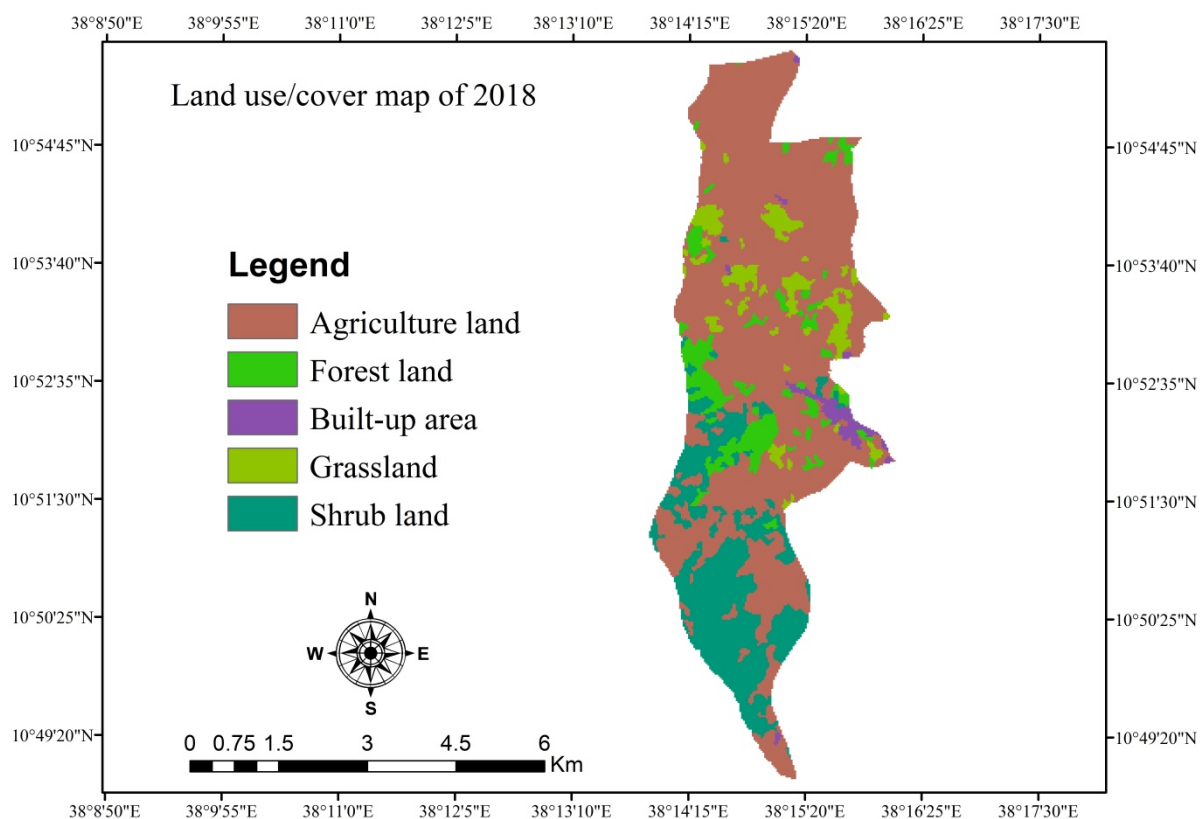 38°8'50"E 38°9'55"E 38°11'0"E 38°12'5"E 38°13'10"E 38°14'15"E 38°15'20"E 38°16'25"E 38°17'30"E
Land use/cover map of 2018
10°54'45"N 10°54'45"N
10°53'40"N 10°53'40"N
Legend
Agriculture land
Forest land
10°52'35"N 10°52'35"N
Built-up area
Grassland
10°51'30"N 10°51'30"N
Shrub land
N
10°50'25"N 10°50'25"N
W E
S
10°49'20"N 10°49'20"N
0 0.75 1.5 3 4.5 6
Km
38°8'50"E 38°9'55"E 38°11'0"E 38°12'5"E 38°13'10"E 38°14'15"E 38°15'20"E 38°16'25"E 38°17'30"E